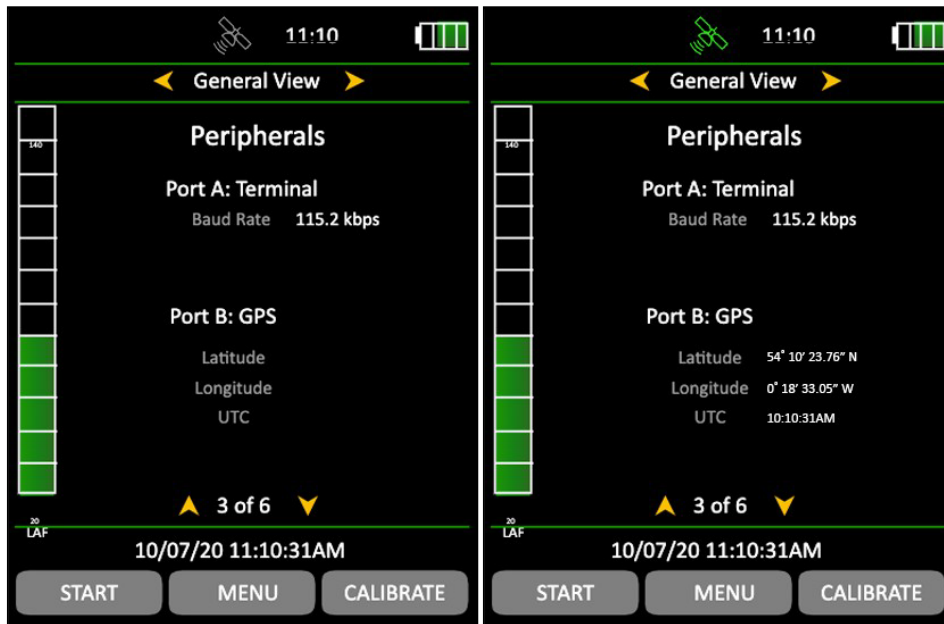 11:10
General View
140
Peripherals
Port A: Terminal
Baud Rate 115.2 kbps
Port B: GPS
Latitude
Longitude
UTC
3 of 6
20
LAF
10/07/20 11:10:31AM
START MENU CALIBRATE
11:10
General View
140
Peripherals
Port A: Terminal
Baud Rate 115.2 kbps
Port B: GPS
Latitude 54° 10′ 23.76″ N
Longitude 0° 18′ 33.05″ W
UTC 10:10:31AM
3 of 6
20
LAF
10/07/20 11:10:31AM
START MENU CALIBRATE